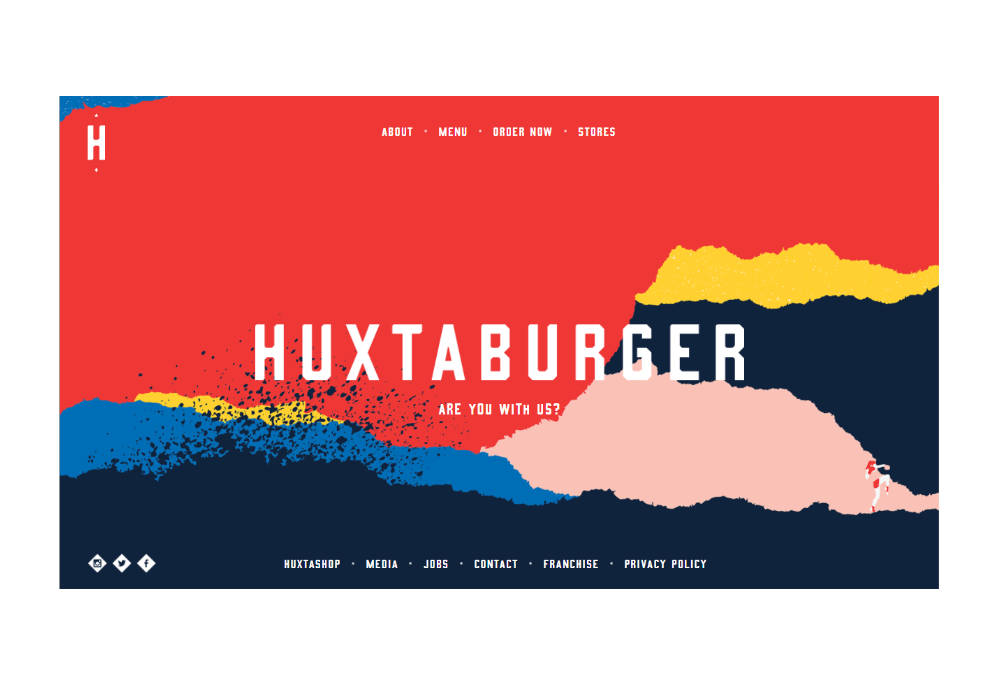 H
ABOUT • MENU • ORDER NOW • STORES
HUXTABURGER
ARE YOU WITH US?
HUXTASHOP • MEDIA • JOBS • CONTACT • FRANCHISE • PRIVACY POLICY